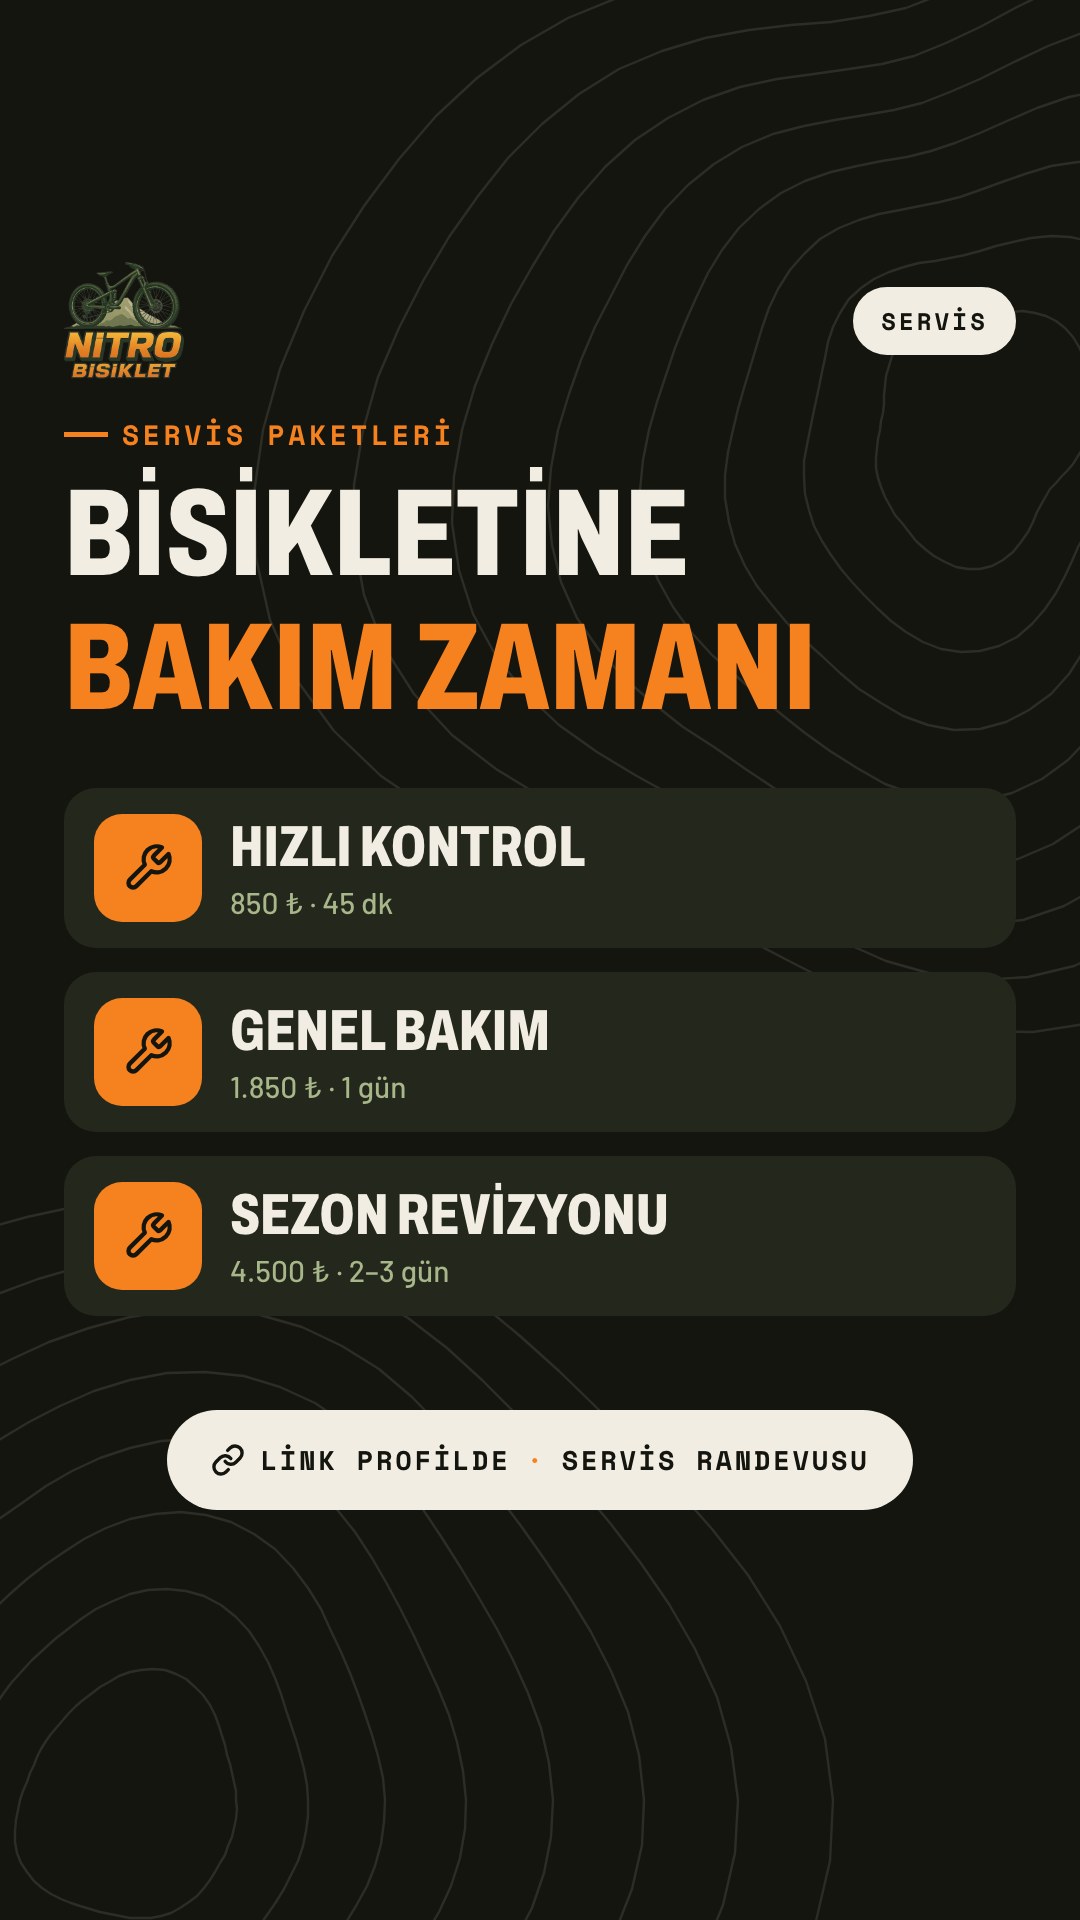 NiTRO
BiSiKLET
SERVİS
SERVİS PAKETLERİ
BİSİKLETİNE
BAKIM ZAMANI
HIZLI KONTROL
850 ₺ · 45 dk
GENEL BAKIM
1.850 ₺ · 1 gün
SEZON REVİZYONU
4.500 ₺ · 2–3 gün
LİNK PROFİLDE · SERVİS RANDEVUSU